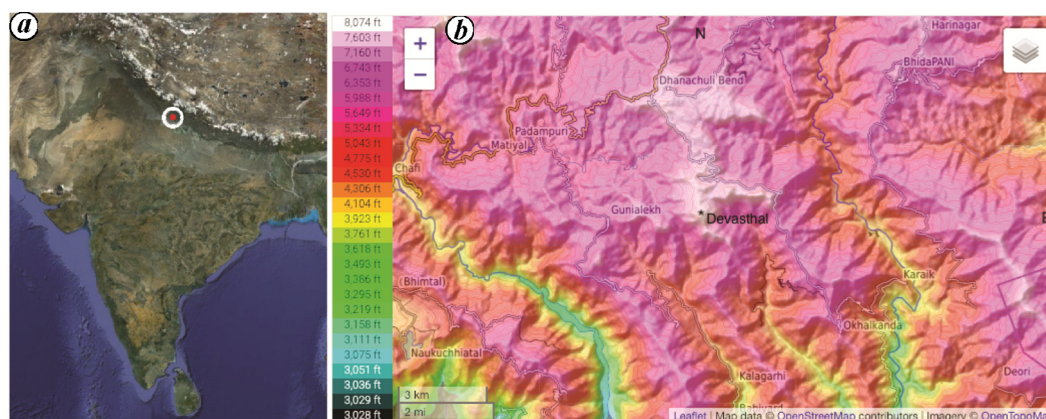 a
8,074 ft
7,603 ft
7,160 ft
6,743 ft
6,353 ft
5,988 ft
5,649 ft
5,334 ft
5,043 ft
4,775 ft
4,530 ft
4,306 ft
4,104 ft
3,923 ft
3,761 ft
3,618 ft
3,493 ft
3,386 ft
3,295 ft
3,219 ft
3,158 ft
3,111 ft
3,075 ft
3,051 ft
3,036 ft
3,029 ft
3,028 ft
+
−
b
N
Harinagar
BhidaPANI
Dhanachuli Bend
Padampuri
Matiyal
Chafi
Gunialekh
* Devasthal
E
(Bhimtal)
Karaik
Okhalkanda
Naukuchhiatal
Kalagarhi
Deori
3 km
2 mi
Leaflet | Map data © OpenStreetMap contributors | Imagery © OpenTopoMa